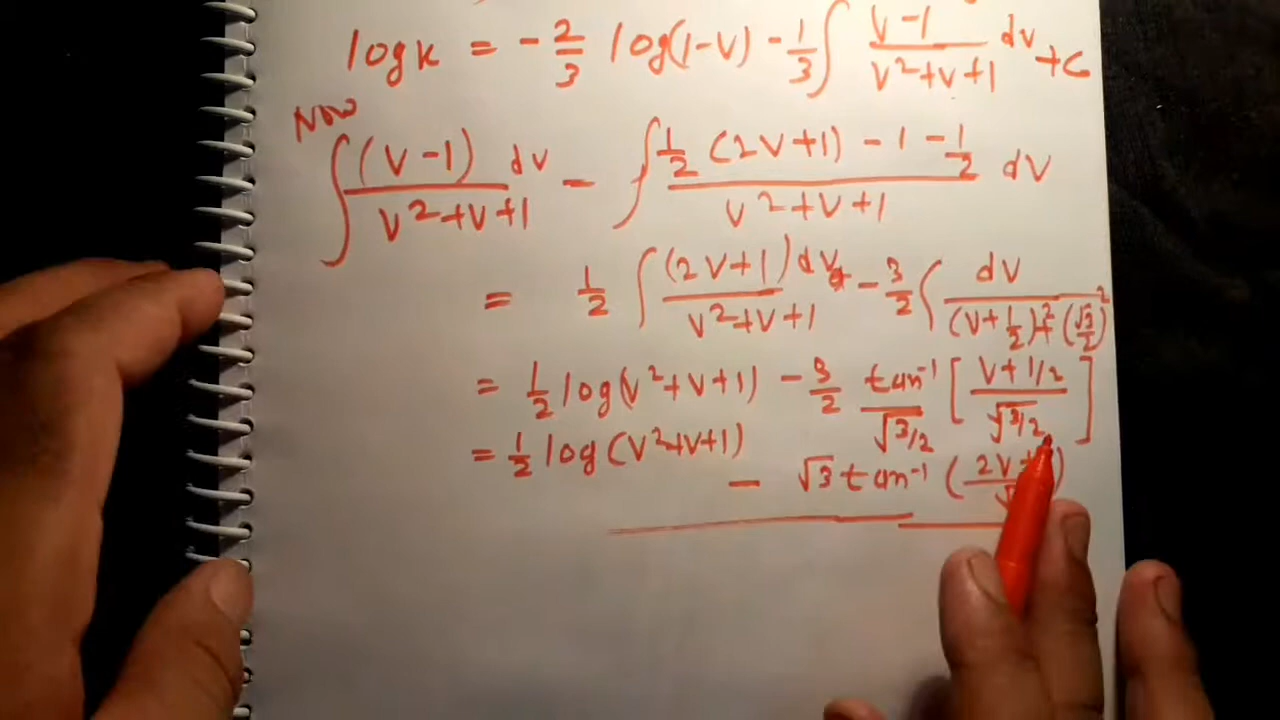 log k = -2/3 log(1-v) - 1/3 ∫ (v-1)/(v²+v+1) dv + C
Now
∫ (v-1) dv/(v²+v+1) - ∫ (1/2 (2v+1) - 1 - 1/2)/(v²+v+1) dv
= 1/2 ∫ (2v+1) dv/(v²+v+1) - 3/2 ∫ dv/((v+1/2)²+(√3/2)²)
= 1/2 log(v²+v+1) - 3/2 tan⁻¹/(√3/2) [(v+1/2)/(√3/2)]
= 1/2 log(v²+v+1)
- √3 tan⁻¹ (2v+